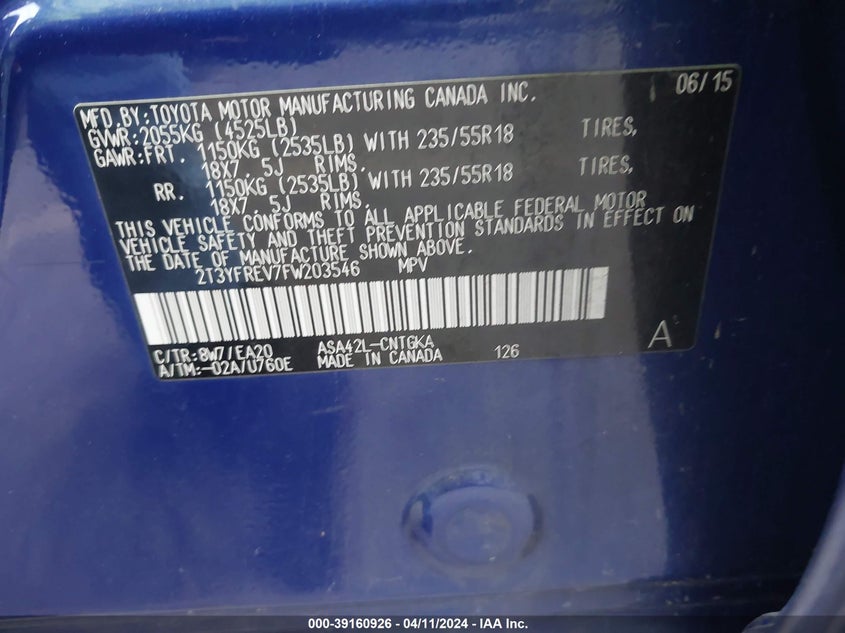 06/15
MFD.BY:TOYOTA MOTOR MANUFACTURING CANADA INC.
GVWR:2055KG (4525LB)
GAWR:FRT. 1150KG (2535LB) WITH 235/55R18 TIRES,
18X7.5J RIMS.
RR. 1150KG (2535LB) WITH 235/55R18 TIRES,
18X7.5J RIMS.
THIS VEHICLE CONFORMS TO ALL APPLICABLE FEDERAL MOTOR
VEHICLE SAFETY AND THEFT PREVENTION STANDARDS IN EFFECT ON
THE DATE OF MANUFACTURE SHOWN ABOVE.
2T3YFREV7FW203546 MPV
C/TR:8W7/EA20 ASA42L-CNTGKA
A/TM:-02A/U760E MADE IN CANADA 126 A
000-39160926 - 04/11/2024 - IAA Inc.